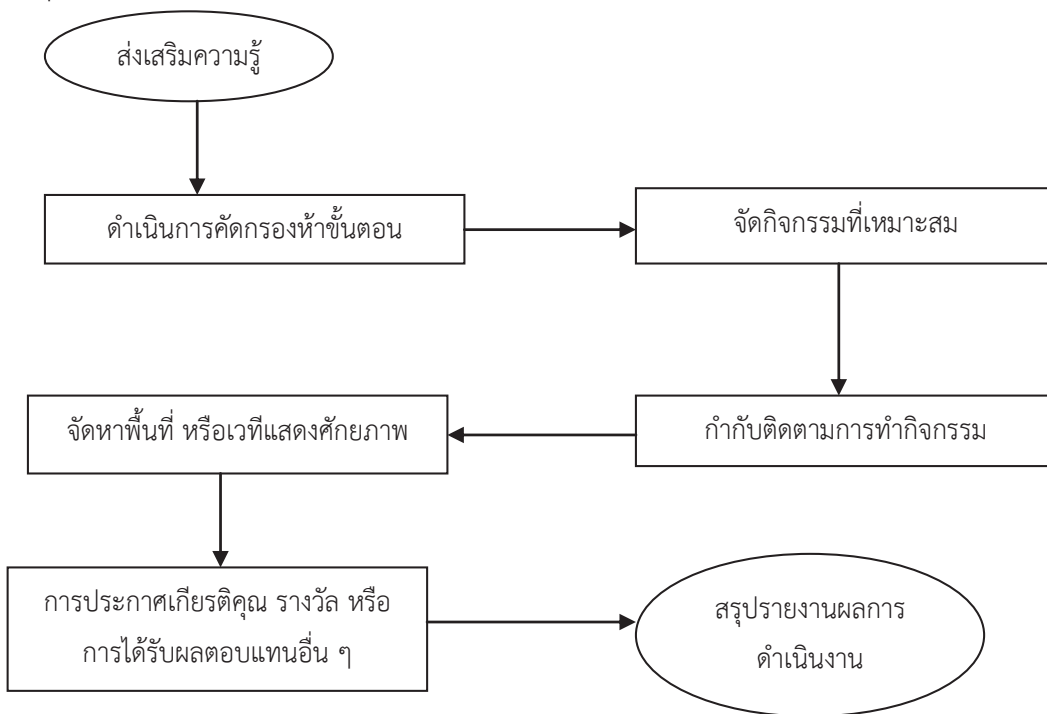 ส่งเสริมความรู้
ดำเนินการคัดกรองห้าขั้นตอน
จัดกิจกรรมที่เหมาะสม
กำกับติดตามการทำกิจกรรม
จัดหาพื้นที่ หรือเวทีแสดงศักยภาพ
การประกาศเกียรติคุณ รางวัล หรือ
การได้รับผลตอบแทนอื่น ๆ
สรุปรายงานผลการ
ดำเนินงาน